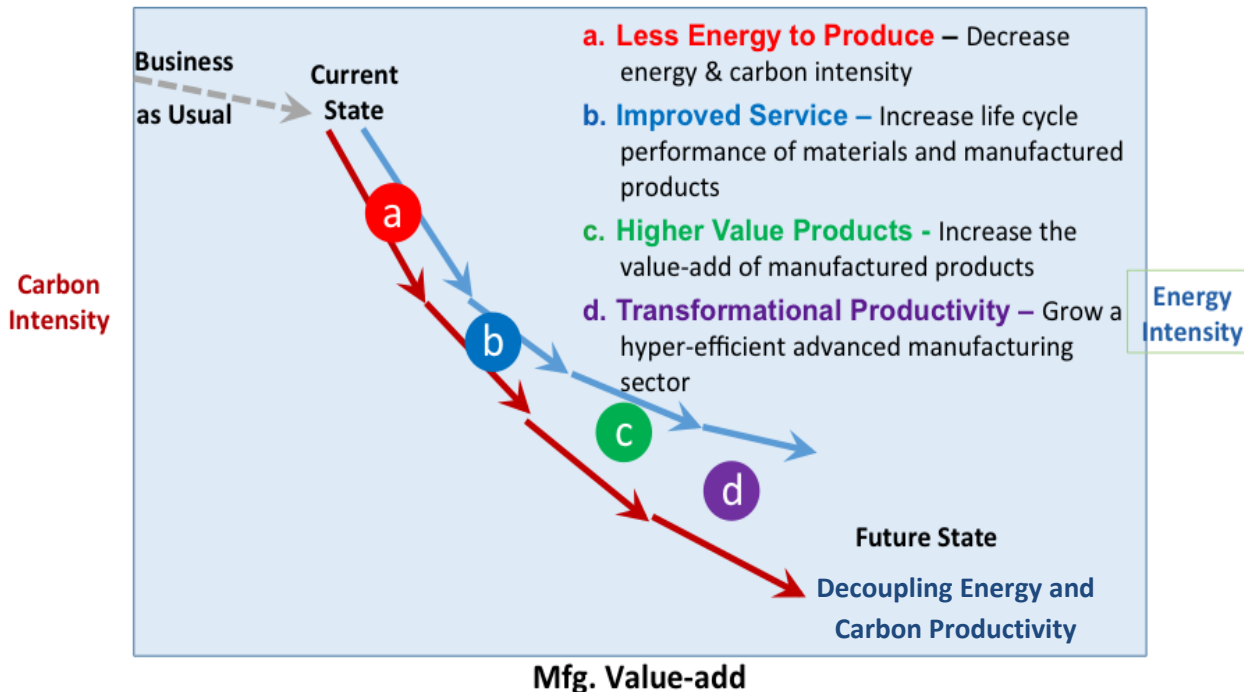 Business
as Usual
Current
State
a. Less Energy to Produce – Decrease
energy & carbon intensity
b. Improved Service – Increase life cycle
performance of materials and manufactured
products
c. Higher Value Products - Increase the
value-add of manufactured products
d. Transformational Productivity – Grow a
hyper-efficient advanced manufacturing
sector
Carbon
Intensity
Energy
Intensity
a
b
c
d
Future State
Decoupling Energy and
Carbon Productivity
Mfg. Value-add